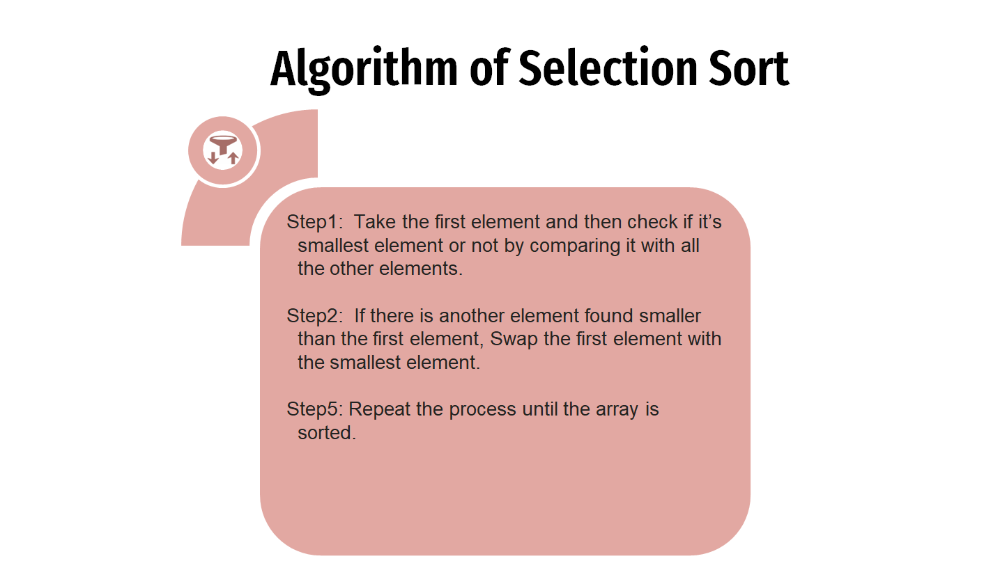 Algorithm of Selection Sort
Step1:  Take the first element and then check if it’s
smallest element or not by comparing it with all
the other elements.
Step2:  If there is another element found smaller
than the first element, Swap the first element with
the smallest element.
Step5: Repeat the process until the array is
sorted.